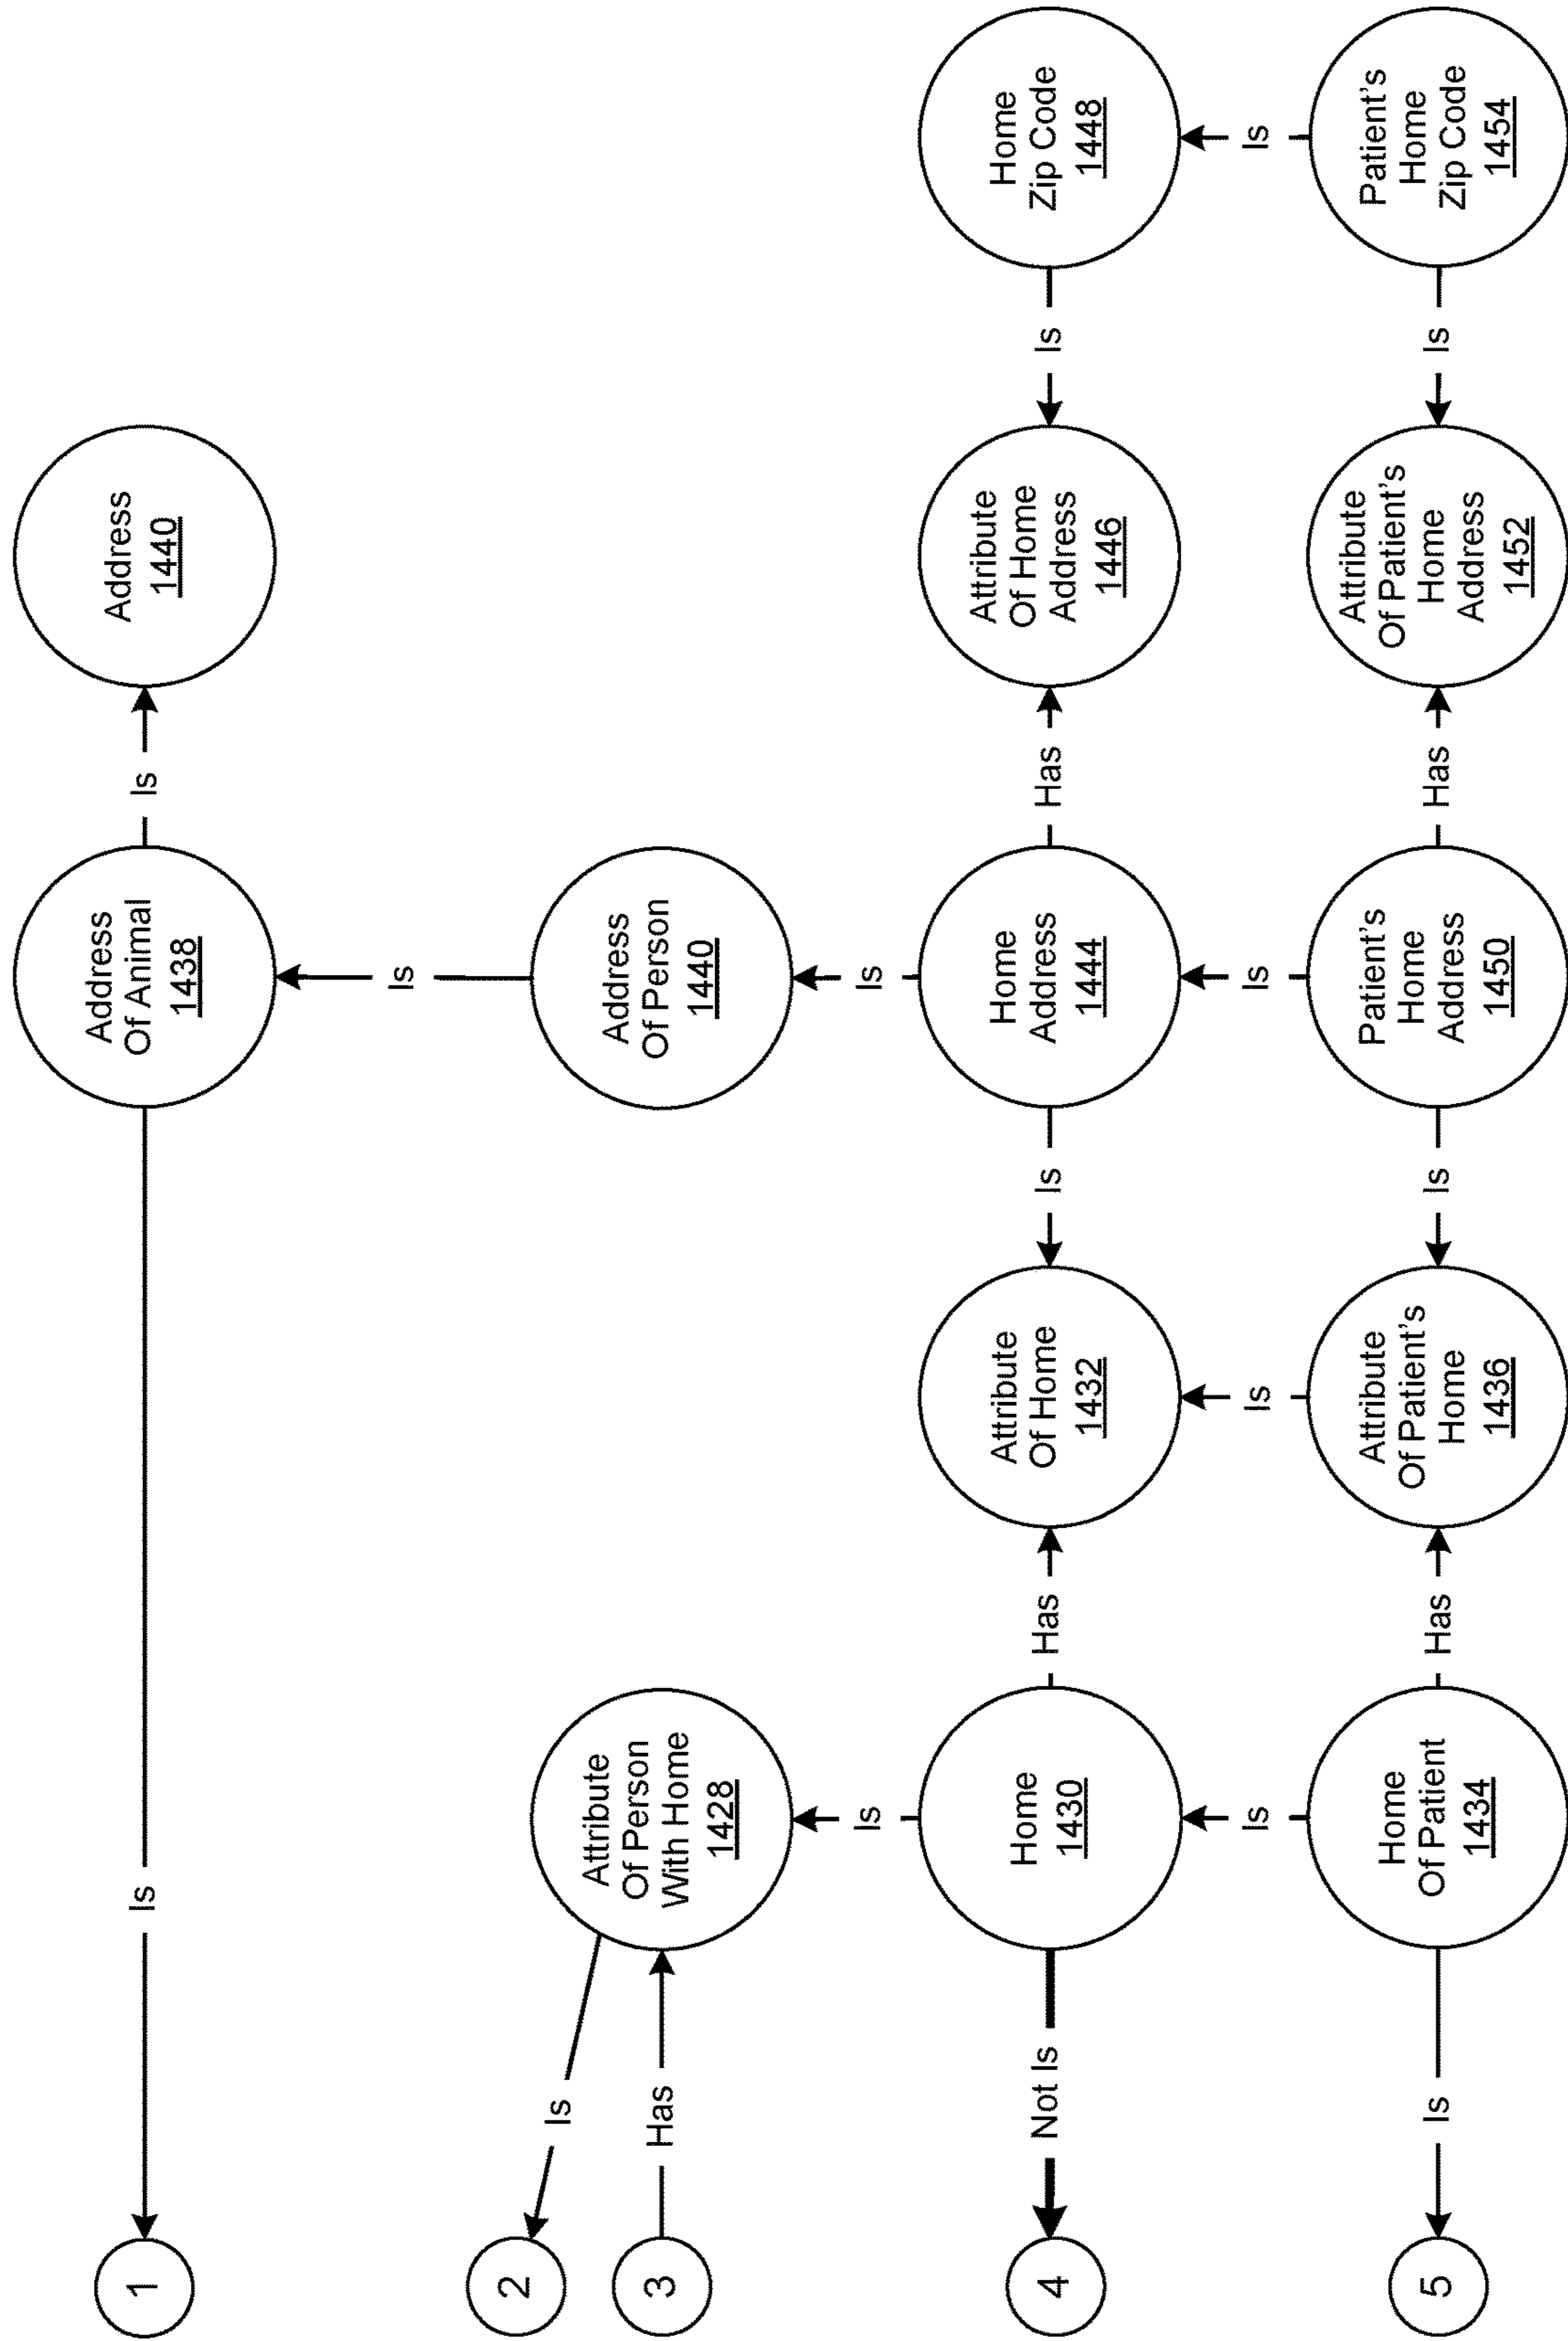 1
Is
Address
Of Animal
1438
Is
Address
1440
Is
2
Is
3
Has
Attribute
Of Person
With Home
1428
Address
Of Person
1440
Is
Is
4
Not Is
Home
1430
Has
Attribute
Of Home
1432
Is
Home
Address
1444
Has
Attribute
Of Home
Address
1446
Is
Home
Zip Code
1448
Is
Is
Is
Is
5
Is
Home
Of Patient
1434
Has
Attribute
Of Patient's
Home
1436
Is
Patient's
Home
Address
1450
Has
Attribute
Of Patient's
Home
Address
1452
Is
Patient's
Home
Zip Code
1454